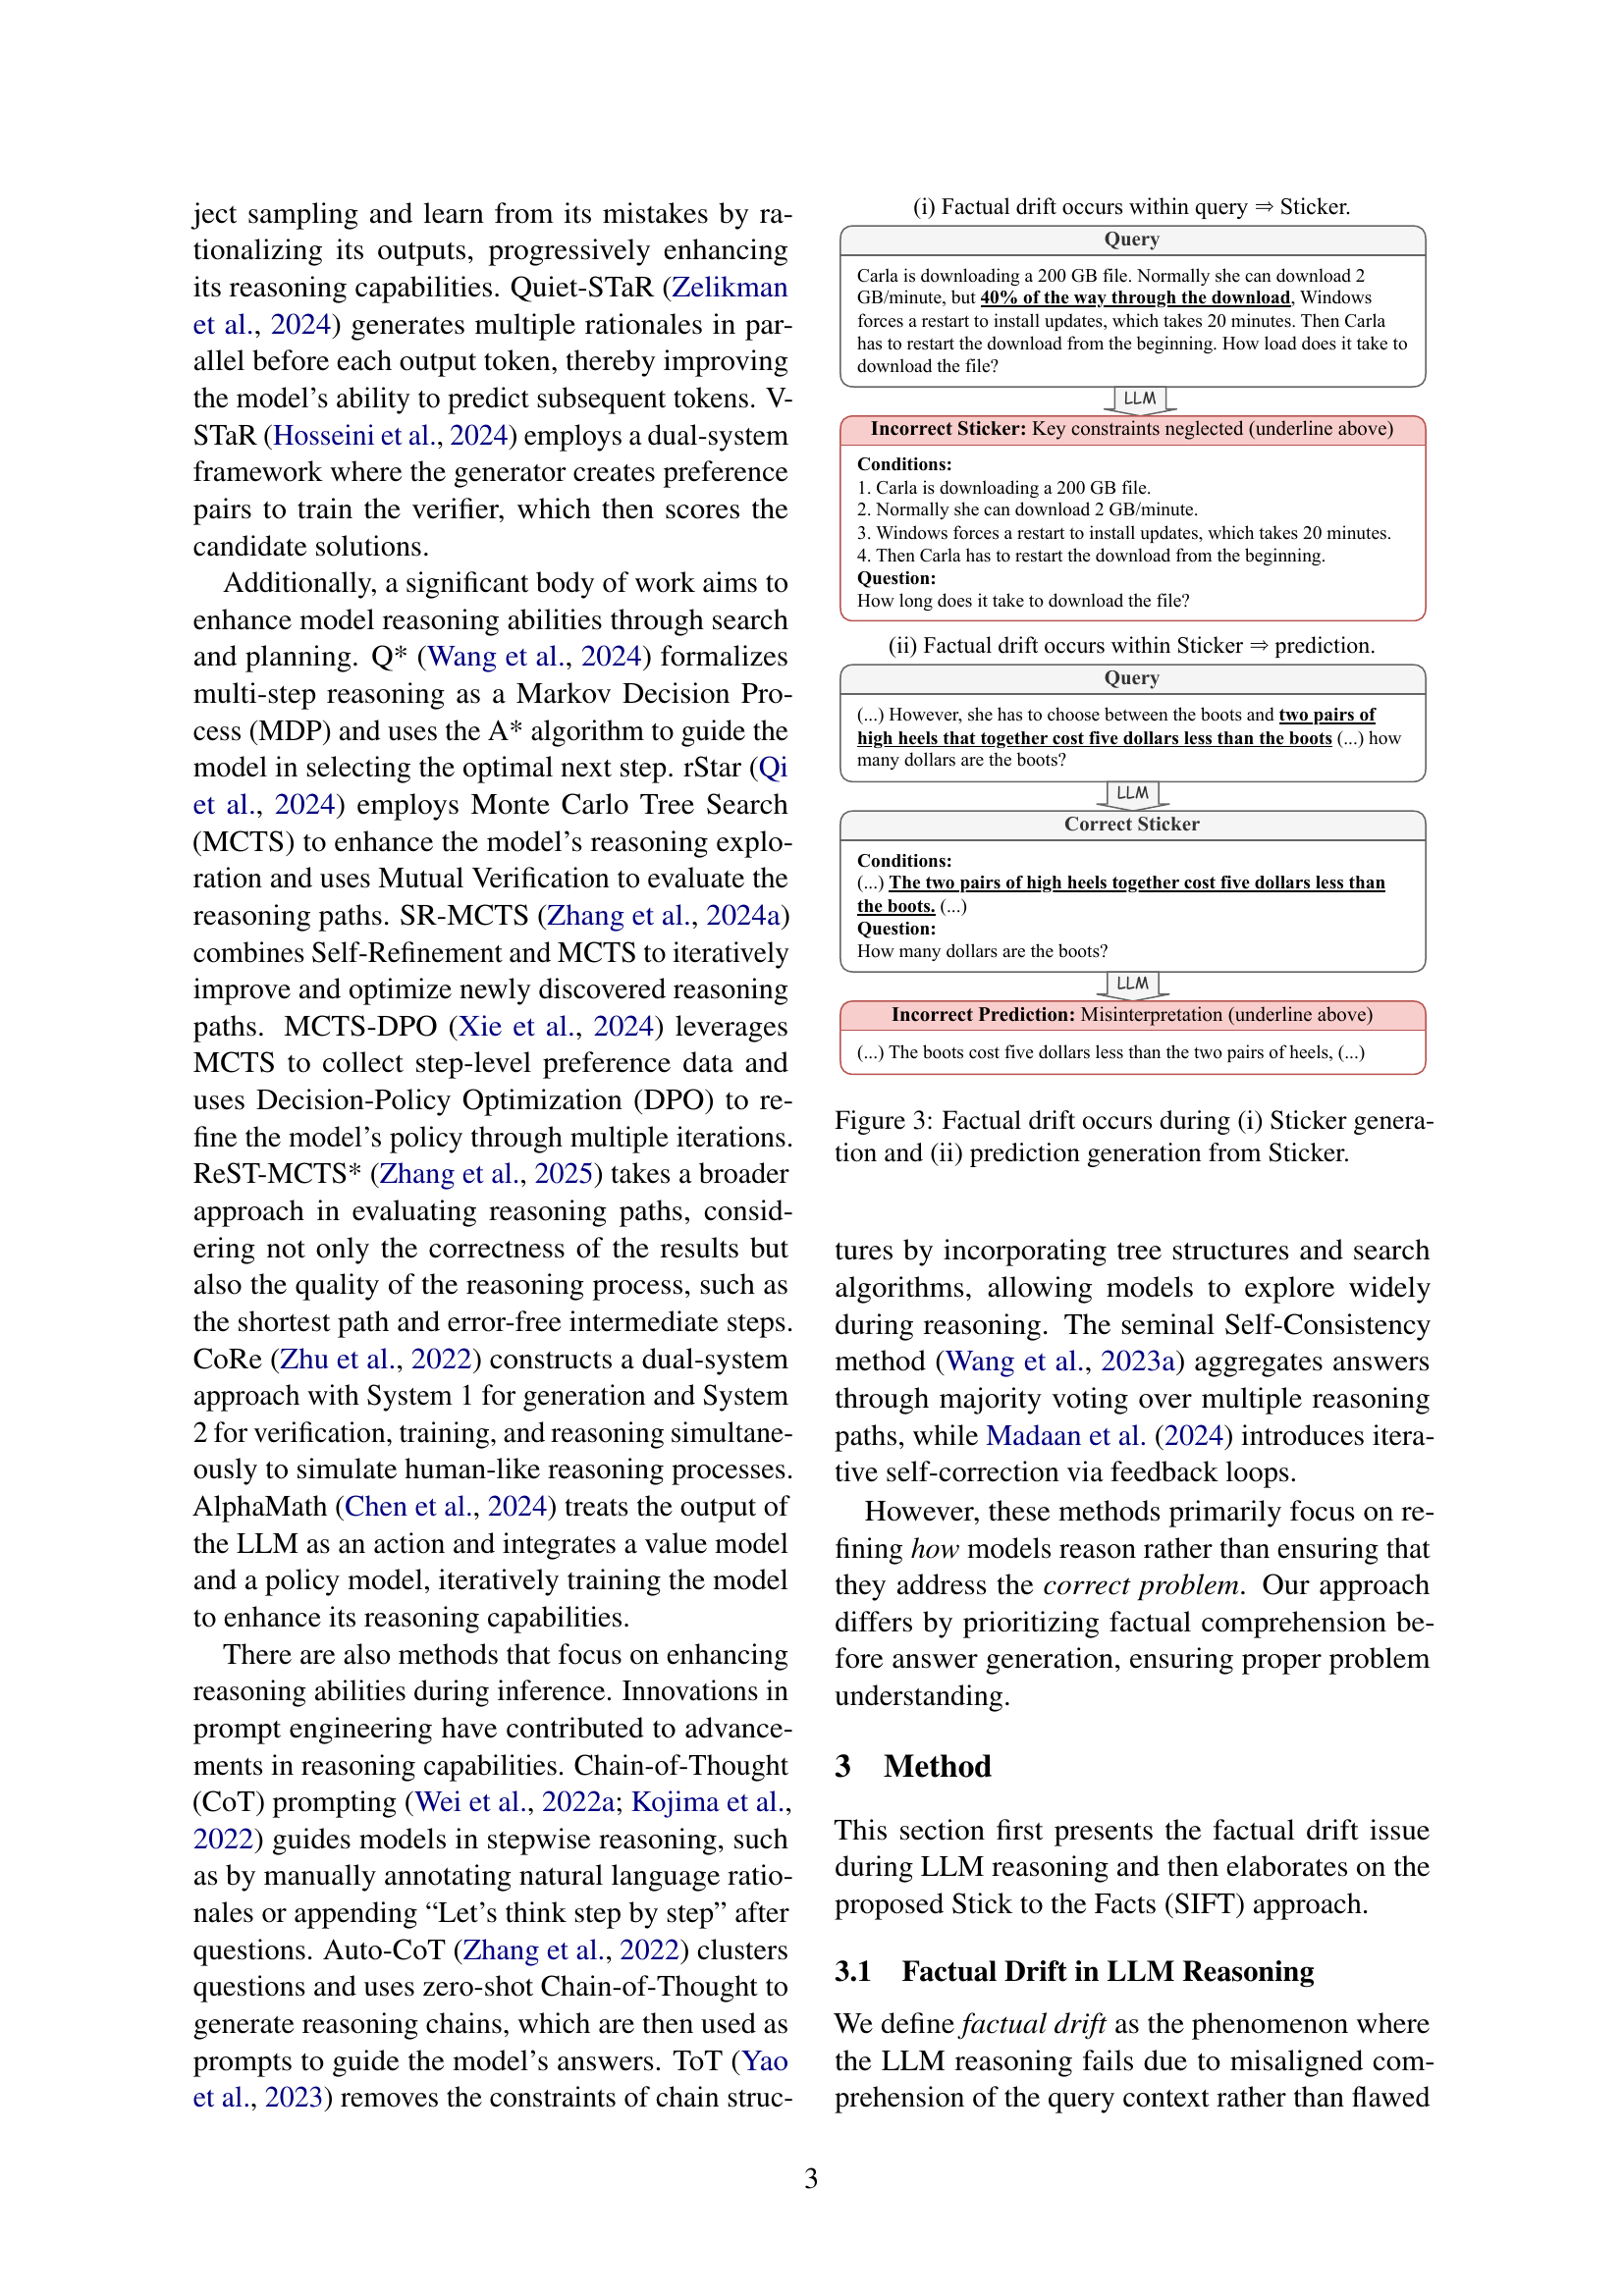 ject sampling and learn from its mistakes by ra-
tionalizing its outputs, progressively enhancing
its reasoning capabilities. Quiet-STaR (Zelikman
et al., 2024) generates multiple rationales in par-
allel before each output token, thereby improving
the model's ability to predict subsequent tokens. V-
STaR (Hosseini et al., 2024) employs a dual-system
framework where the generator creates preference
pairs to train the verifier, which then scores the
candidate solutions.
Additionally, a significant body of work aims to
enhance model reasoning abilities through search
and planning. Q* (Wang et al., 2024) formalizes
multi-step reasoning as a Markov Decision Pro-
cess (MDP) and uses the A* algorithm to guide the
model in selecting the optimal next step. rStar (Qi
et al., 2024) employs Monte Carlo Tree Search
(MCTS) to enhance the model's reasoning explo-
ration and uses Mutual Verification to evaluate the
reasoning paths. SR-MCTS (Zhang et al., 2024a)
combines Self-Refinement and MCTS to iteratively
improve and optimize newly discovered reasoning
paths. MCTS-DPO (Xie et al., 2024) leverages
MCTS to collect step-level preference data and
uses Decision-Policy Optimization (DPO) to re-
fine the model's policy through multiple iterations.
ReST-MCTS* (Zhang et al., 2025) takes a broader
approach in evaluating reasoning paths, consid-
ering not only the correctness of the results but
also the quality of the reasoning process, such as
the shortest path and error-free intermediate steps.
CoRe (Zhu et al., 2022) constructs a dual-system
approach with System 1 for generation and System
2 for verification, training, and reasoning simultane-
ously to simulate human-like reasoning processes.
AlphaMath (Chen et al., 2024) treats the output of
the LLM as an action and integrates a value model
and a policy model, iteratively training the model
to enhance its reasoning capabilities.
There are also methods that focus on enhancing
reasoning abilities during inference. Innovations in
prompt engineering have contributed to advance-
ments in reasoning capabilities. Chain-of-Thought
(CoT) prompting (Wei et al., 2022a; Kojima et al.,
2022) guides models in stepwise reasoning, such
as by manually annotating natural language ratio-
nales or appending “Let's think step by step” after
questions. Auto-CoT (Zhang et al., 2022) clusters
questions and uses zero-shot Chain-of-Thought to
generate reasoning chains, which are then used as
prompts to guide the model's answers. ToT (Yao
et al., 2023) removes the constraints of chain struc-
(i) Factual drift occurs within query ⇒ Sticker.
Query
Carla is downloading a 200 GB file. Normally she can download 2
GB/minute, but 40% of the way through the download, Windows
forces a restart to install updates, which takes 20 minutes. Then Carla
has to restart the download from the beginning. How load does it take to
download the file?
LLM
Incorrect Sticker: Key constraints neglected (underline above)
Conditions:
1. Carla is downloading a 200 GB file.
2. Normally she can download 2 GB/minute.
3. Windows forces a restart to install updates, which takes 20 minutes.
4. Then Carla has to restart the download from the beginning.
Question:
How long does it take to download the file?
(ii) Factual drift occurs within Sticker ⇒ prediction.
Query
(...) However, she has to choose between the boots and two pairs of
high heels that together cost five dollars less than the boots (...) how
many dollars are the boots?
LLM
Correct Sticker
Conditions:
(...) The two pairs of high heels together cost five dollars less than
the boots. (...)
Question:
How many dollars are the boots?
LLM
Incorrect Prediction: Misinterpretation (underline above)
(...) The boots cost five dollars less than the two pairs of heels, (...)
Figure 3: Factual drift occurs during (i) Sticker genera-
tion and (ii) prediction generation from Sticker.
tures by incorporating tree structures and search
algorithms, allowing models to explore widely
during reasoning. The seminal Self-Consistency
method (Wang et al., 2023a) aggregates answers
through majority voting over multiple reasoning
paths, while Madaan et al. (2024) introduces itera-
tive self-correction via feedback loops.
However, these methods primarily focus on re-
fining how models reason rather than ensuring that
they address the correct problem. Our approach
differs by prioritizing factual comprehension be-
fore answer generation, ensuring proper problem
understanding.
3 Method
This section first presents the factual drift issue
during LLM reasoning and then elaborates on the
proposed Stick to the Facts (SIFT) approach.
3.1 Factual Drift in LLM Reasoning
We define factual drift as the phenomenon where
the LLM reasoning fails due to misaligned com-
prehension of the query context rather than flawed
3